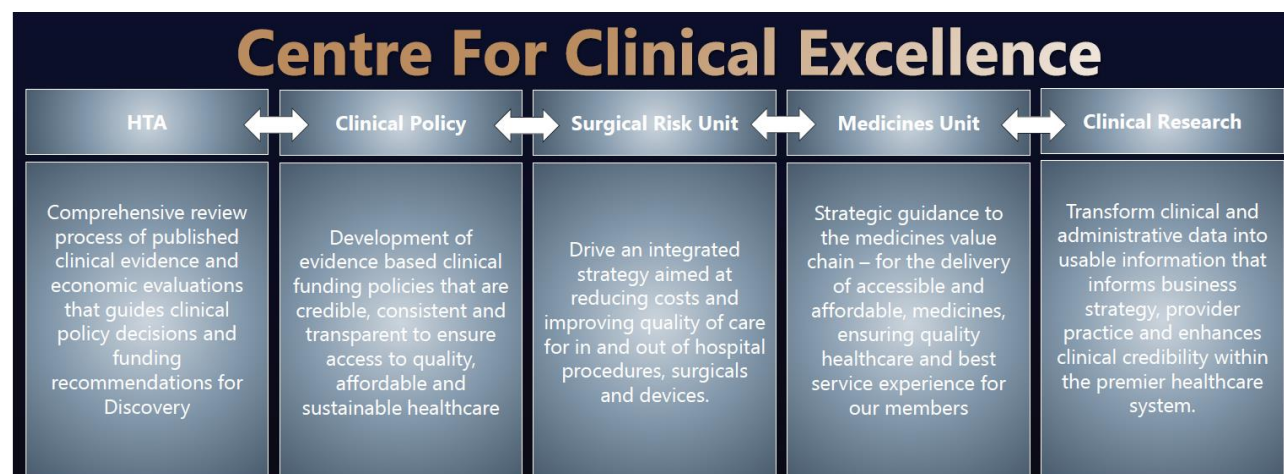 Centre For Clinical Excellence
HTA
Clinical Policy
Surgical Risk Unit
Medicines Unit
Clinical Research
Comprehensive review
process of published
clinical evidence and
economic evaluations
that guides clinical
policy decisions and
funding
recommendations for
Discovery
Development of
evidence based clinical
funding policies that are
credible, consistent and
transparent to ensure
access to quality,
affordable and
sustainable healthcare
Drive an integrated
strategy aimed at
reducing costs and
improving quality of care
for in and out of hospital
procedures, surgicals
and devices.
Strategic guidance to
the medicines value
chain – for the delivery
of accessible and
affordable, medicines,
ensuring quality
healthcare and best
service experience for
our members
Transform clinical and
administrative data into
usable information that
informs business
strategy, provider
practice and enhances
clinical credibility within
the premier healthcare
system.